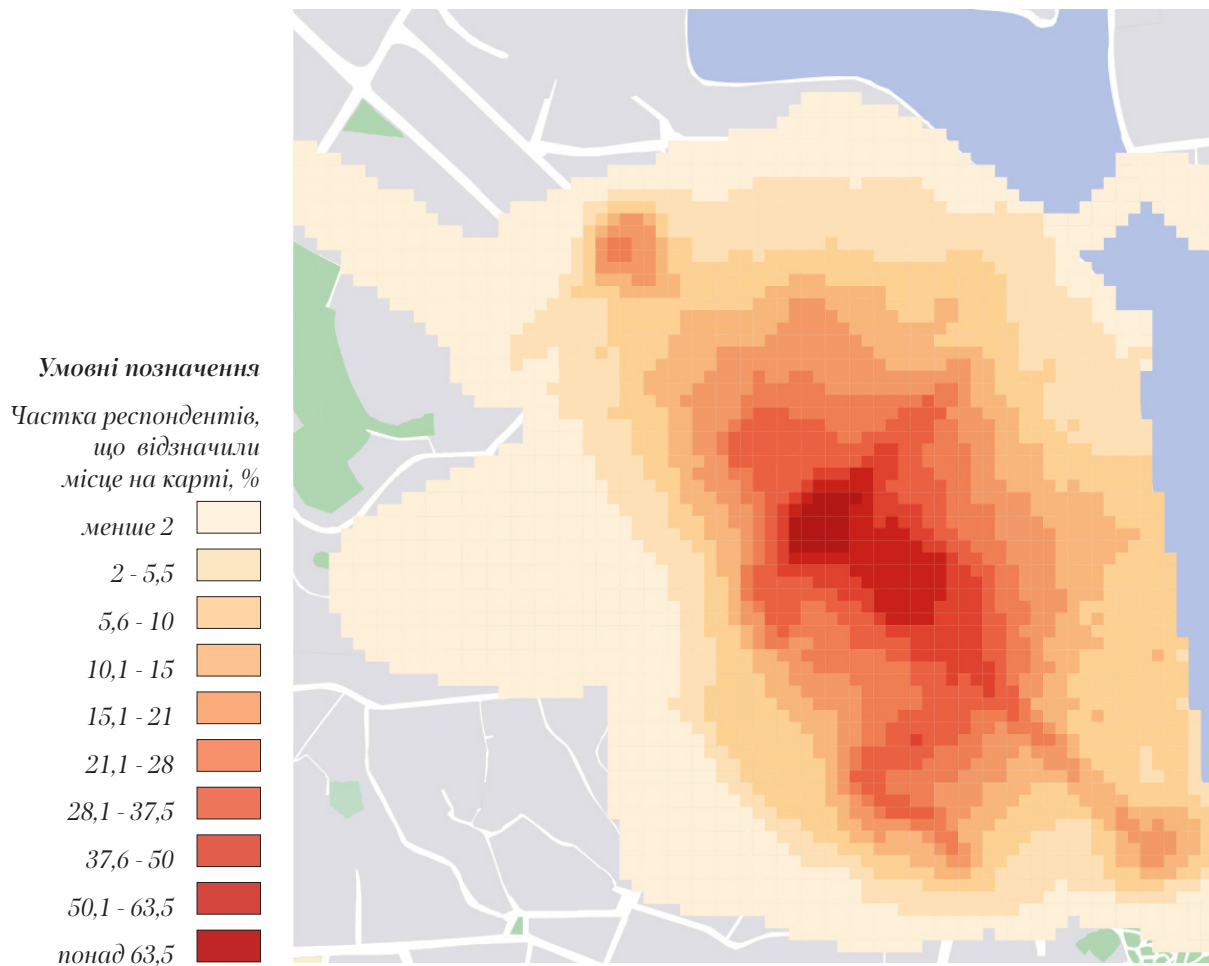 Умовні позначення
Частка респондентів,
що відзначили
місце на карті, %
менше 2
2 - 5,5
5,6 - 10
10,1 - 15
15,1 - 21
21,1 - 28
28,1 - 37,5
37,6 - 50
50,1 - 63,5
понад 63,5